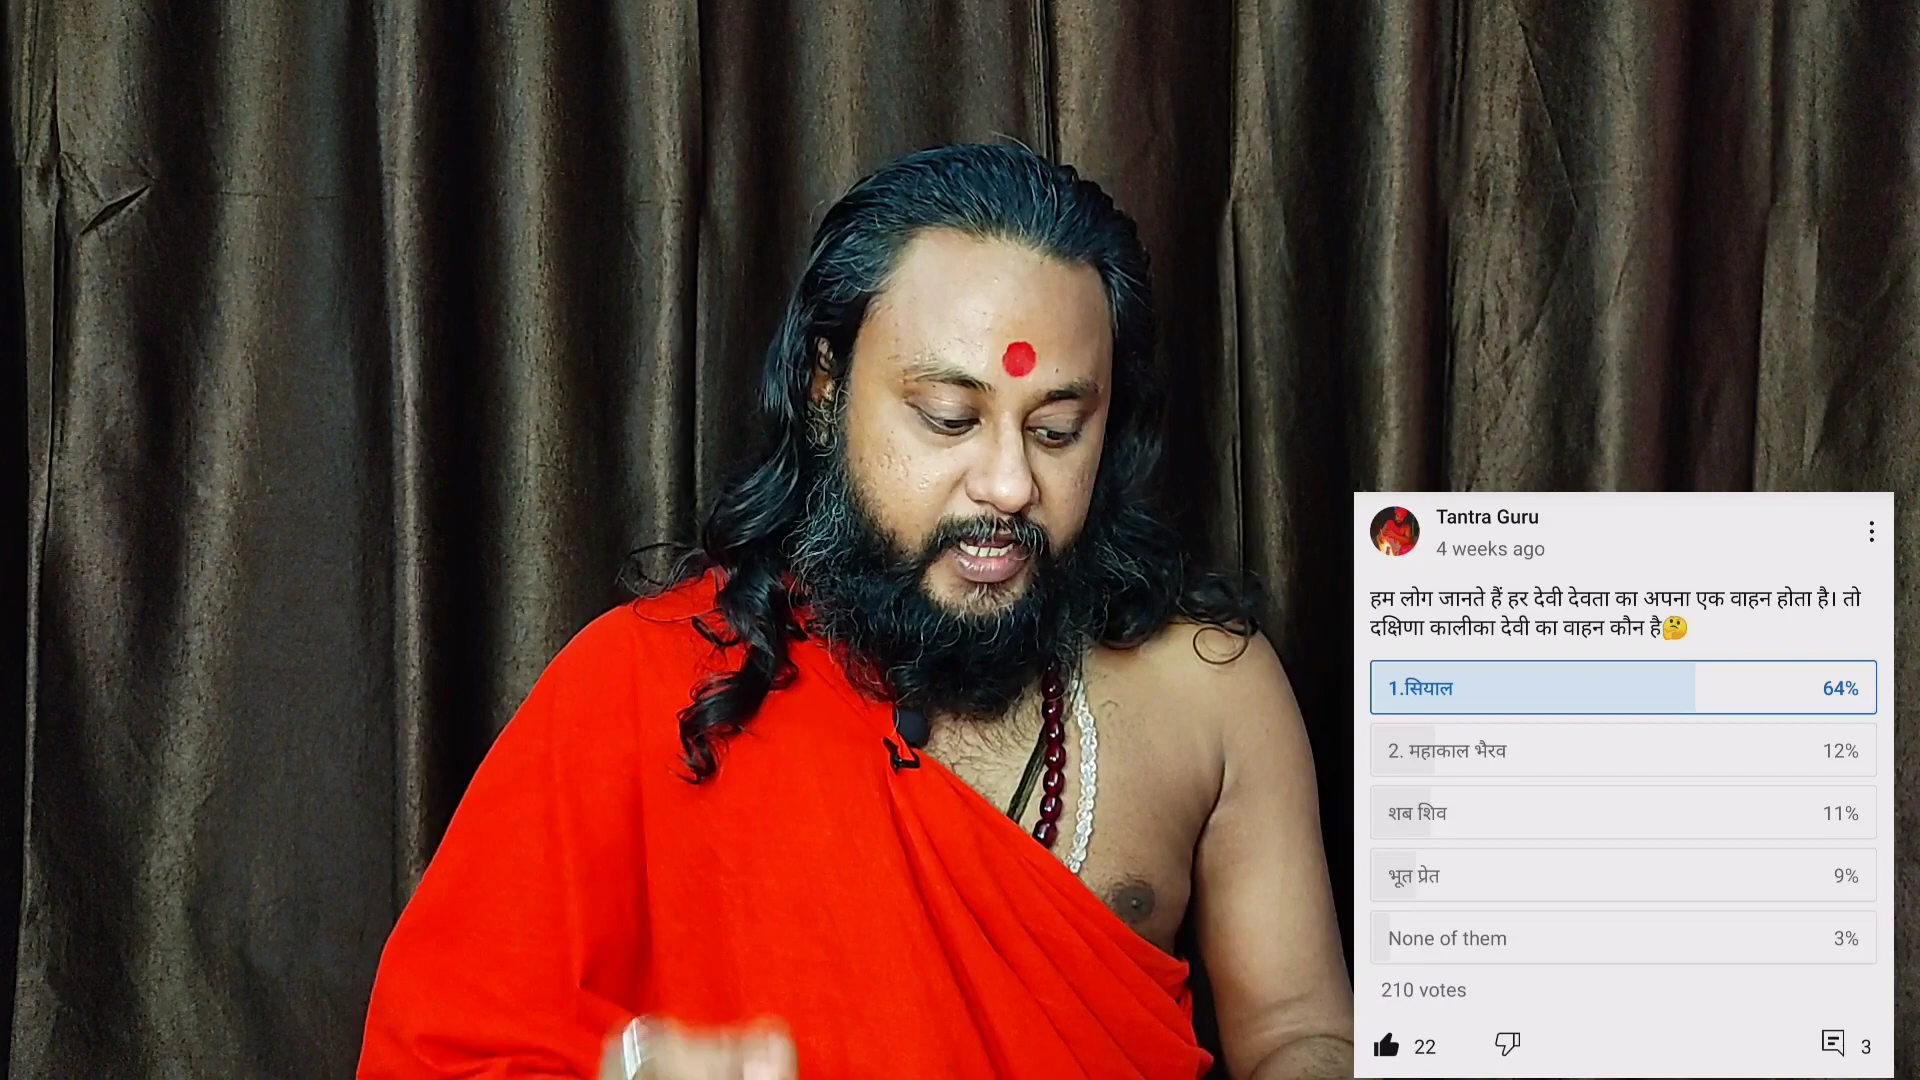 Tantra Guru
4 weeks ago
हम लोग जानते हैं हर देवी देवता का अपना एक वाहन होता है। तो
दक्षिणा कालीका देवी का वाहन कौन है🤔
1.सियाल 64%
2. महाकाल भैरव 12%
शब शिव 11%
भूत प्रेत 9%
None of them 3%
210 votes
22 3